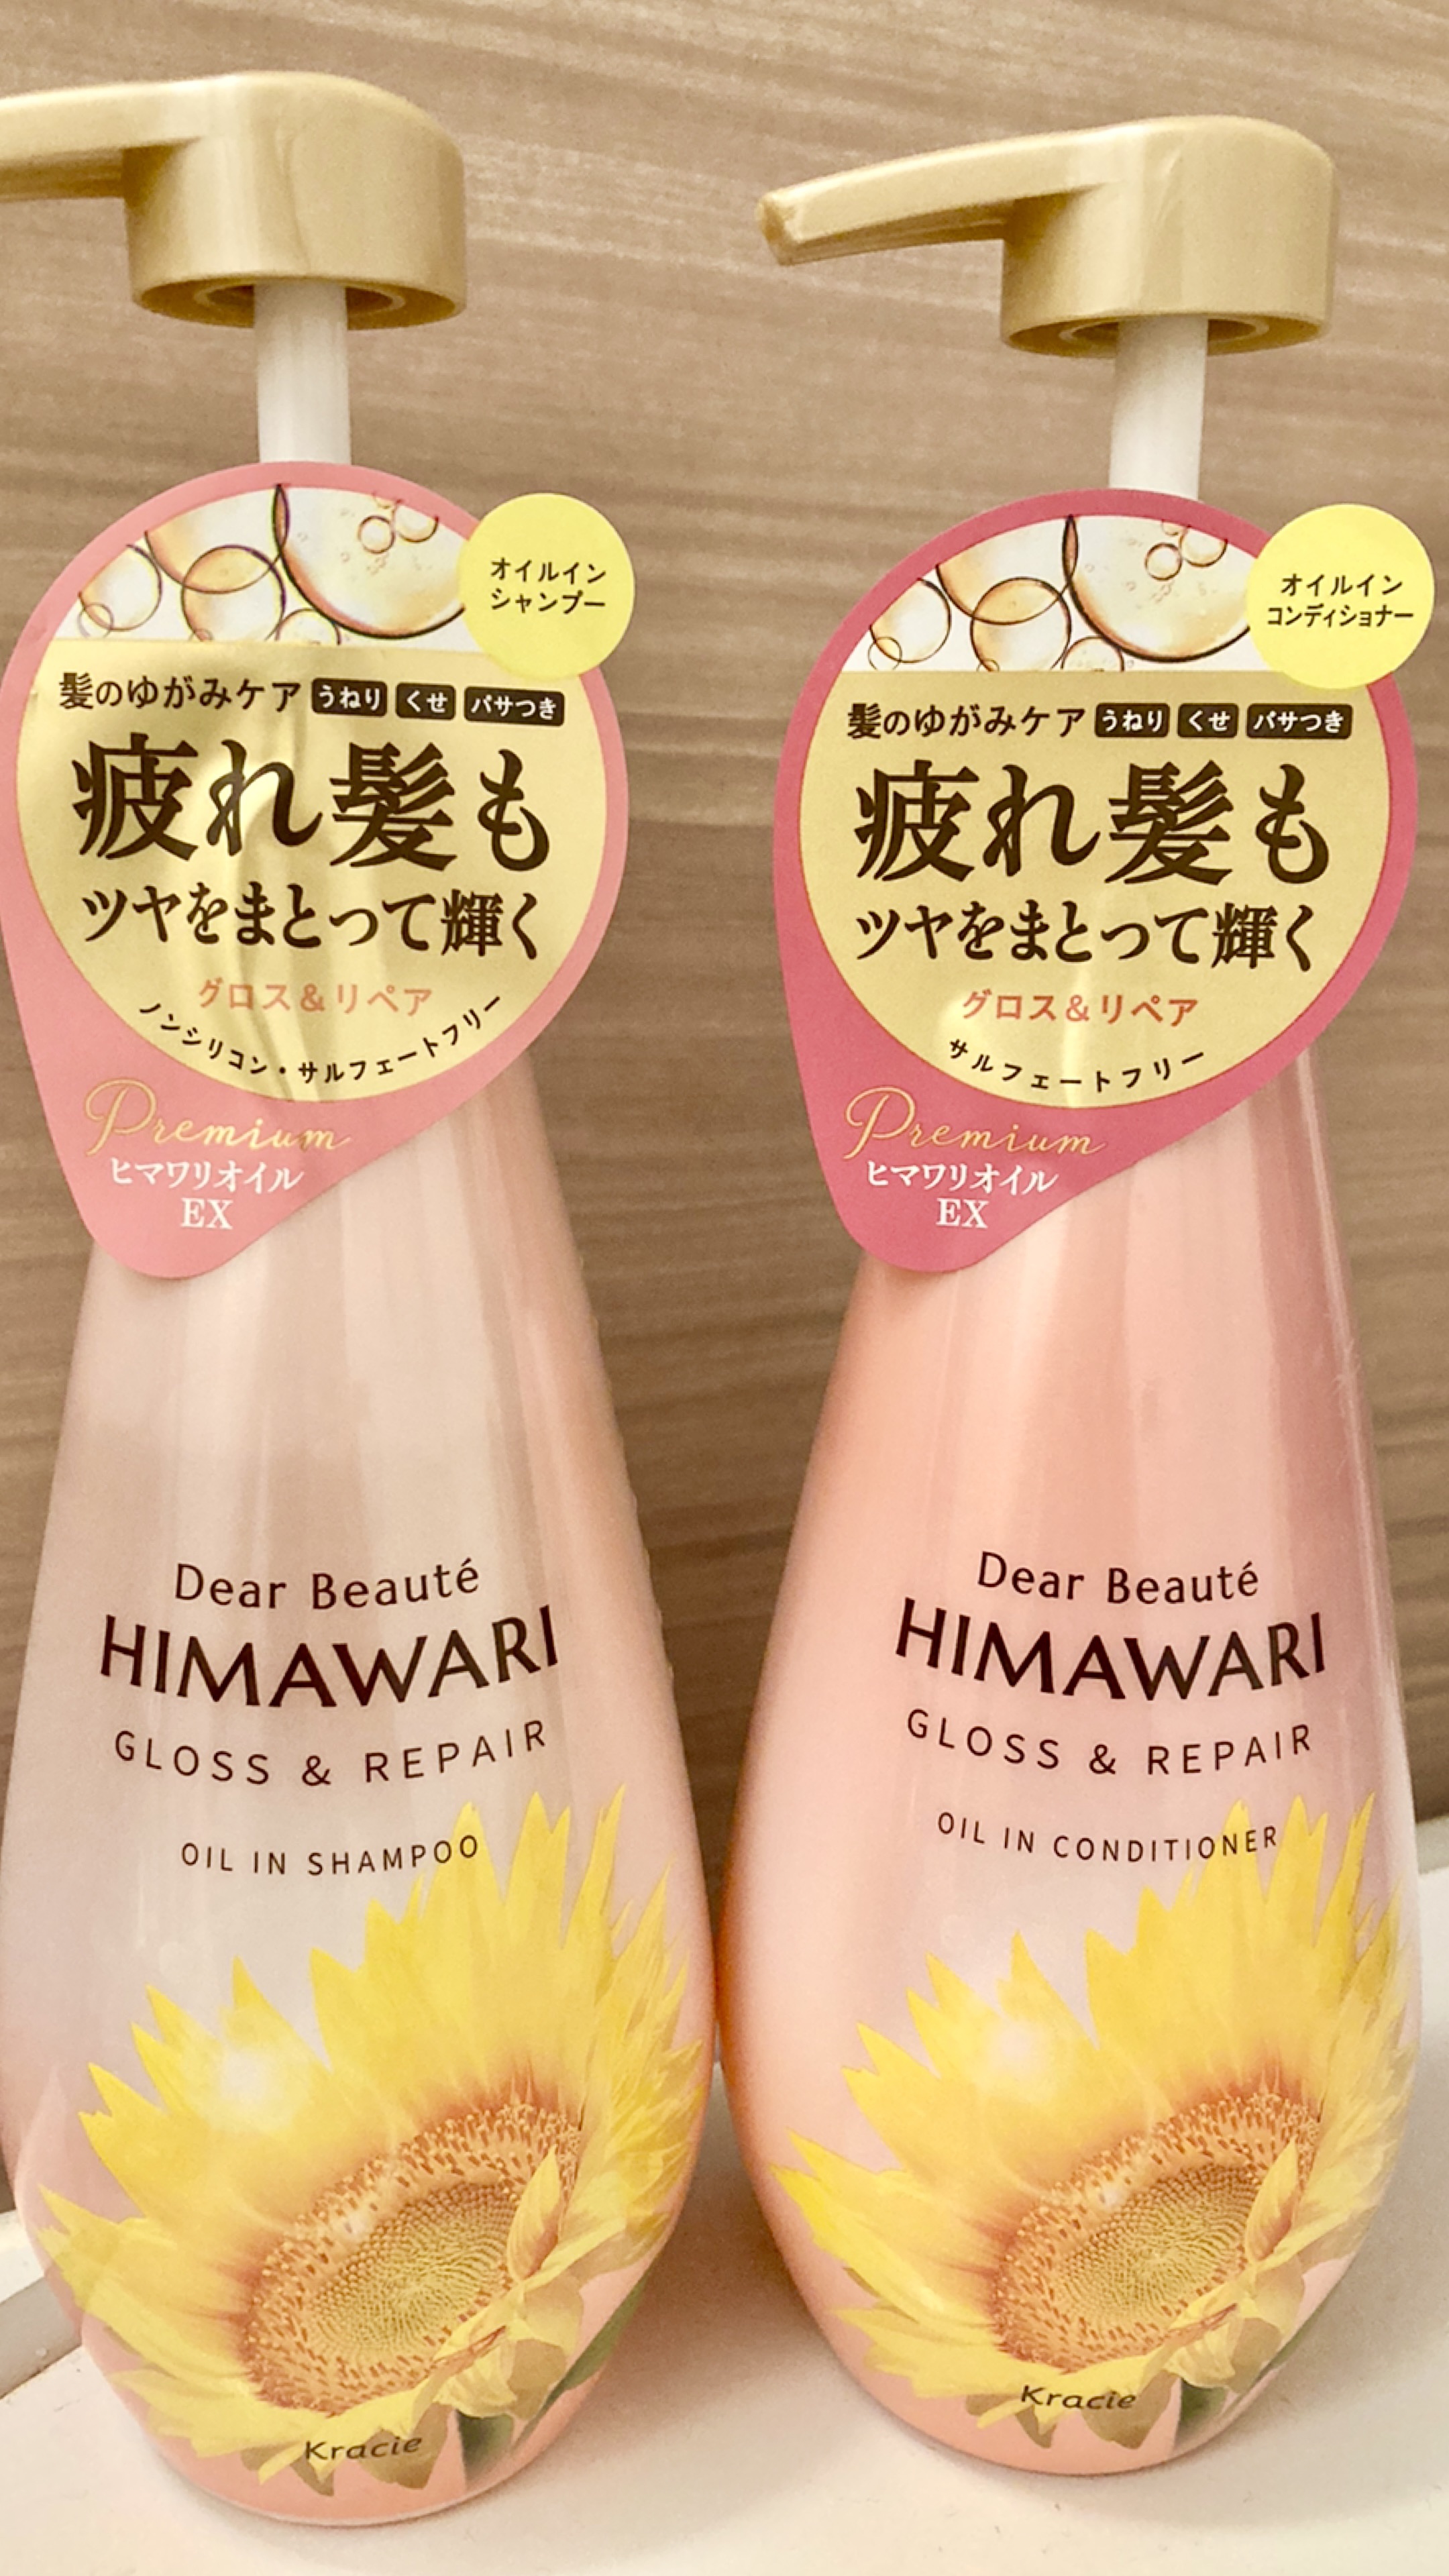 オイルイン
シャンプー
髪のゆがみケア うねり くせ パサつき
疲れ髪も
ツヤをまとって輝く
グロス&リペア
ノンシリコン・サルフェートフリー
Premium
ヒマワリオイル
EX
Dear Beauté
HIMAWARI
GLOSS & REPAIR
OIL IN SHAMPOO
Kracie
オイルイン
コンディショナー
髪のゆがみケア うねり くせ パサつき
疲れ髪も
ツヤをまとって輝く
グロス&リペア
サルフェートフリー
Premium
ヒマワリオイル
EX
Dear Beauté
HIMAWARI
GLOSS & REPAIR
OIL IN CONDITIONER
Kracie